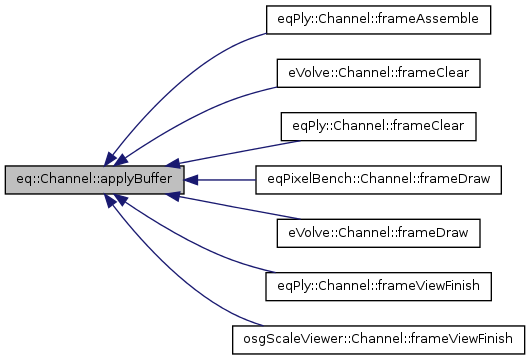 eqPly::Channel::frameAssemble
eVolve::Channel::frameClear
eqPly::Channel::frameClear
eq::Channel::applyBuffer
eqPixelBench::Channel::frameDraw
eVolve::Channel::frameDraw
eqPly::Channel::frameViewFinish
osgScaleViewer::Channel::frameViewFinish